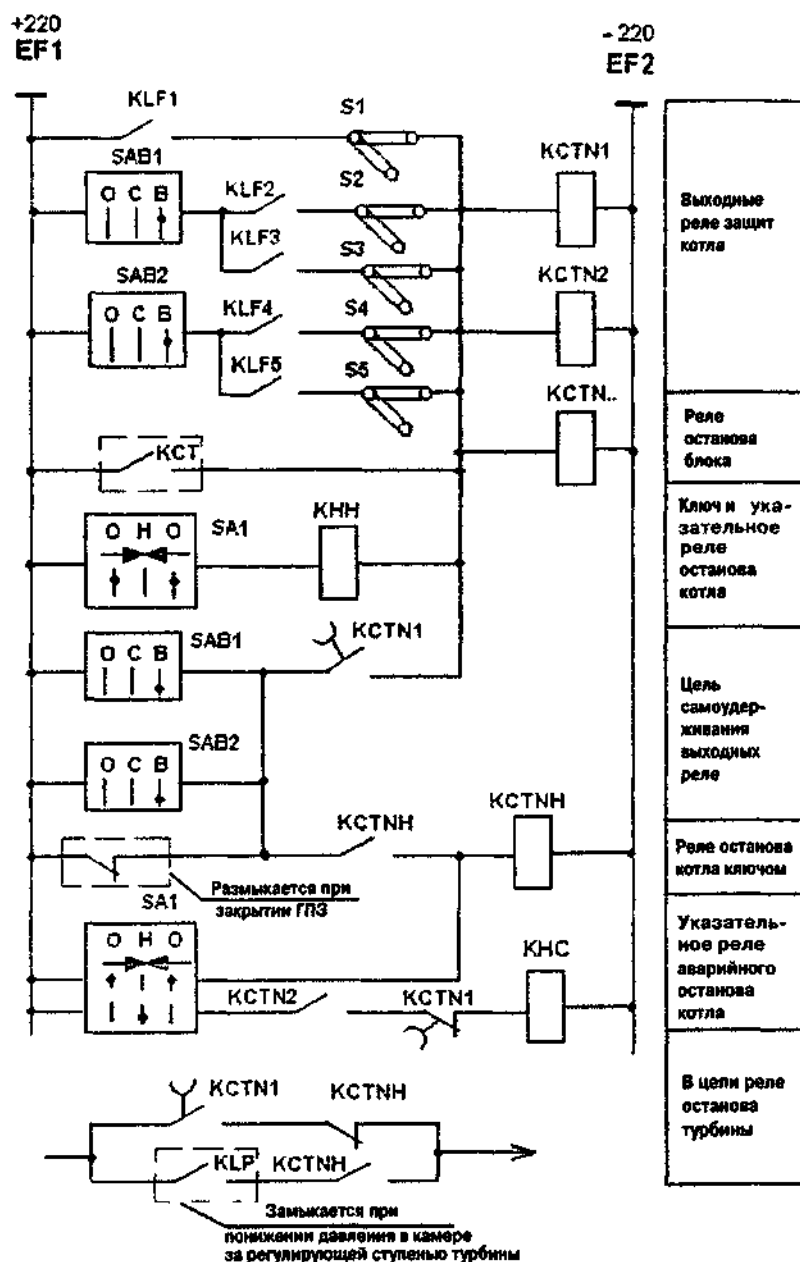 +220
EF1
- 220
EF2
KLF1
S1
SAB1
О С В
KLF2
S2
KCTN1
Выходные
реле защит
котла
KLF3
S3
SAB2
О С В
KLF4
S4
KCTN2
KLF5
S5
KCTN..
Реле
останова
блока
KCT
SA1
О Н О
KHH
Ключ и ука-
зательное
реле
останова
котла
SAB1
О С В
KCTN1
Цель
самоудер-
живания
выходных
реле
SAB2
О С В
KCTNH
KCTNH
Реле останова
котла ключом
Размыкается при
закрытии ГПЗ
SA1
О Н О
KCTN2
KCTN1
KHC
Указатель-
ное реле
аварийного
останова
котла
KCTN1
KCTNH
KLP
KCTNH
В цепи реле
останова
турбины
Замыкается при
понижении давления в камере
за регулирующей ступенью турбины